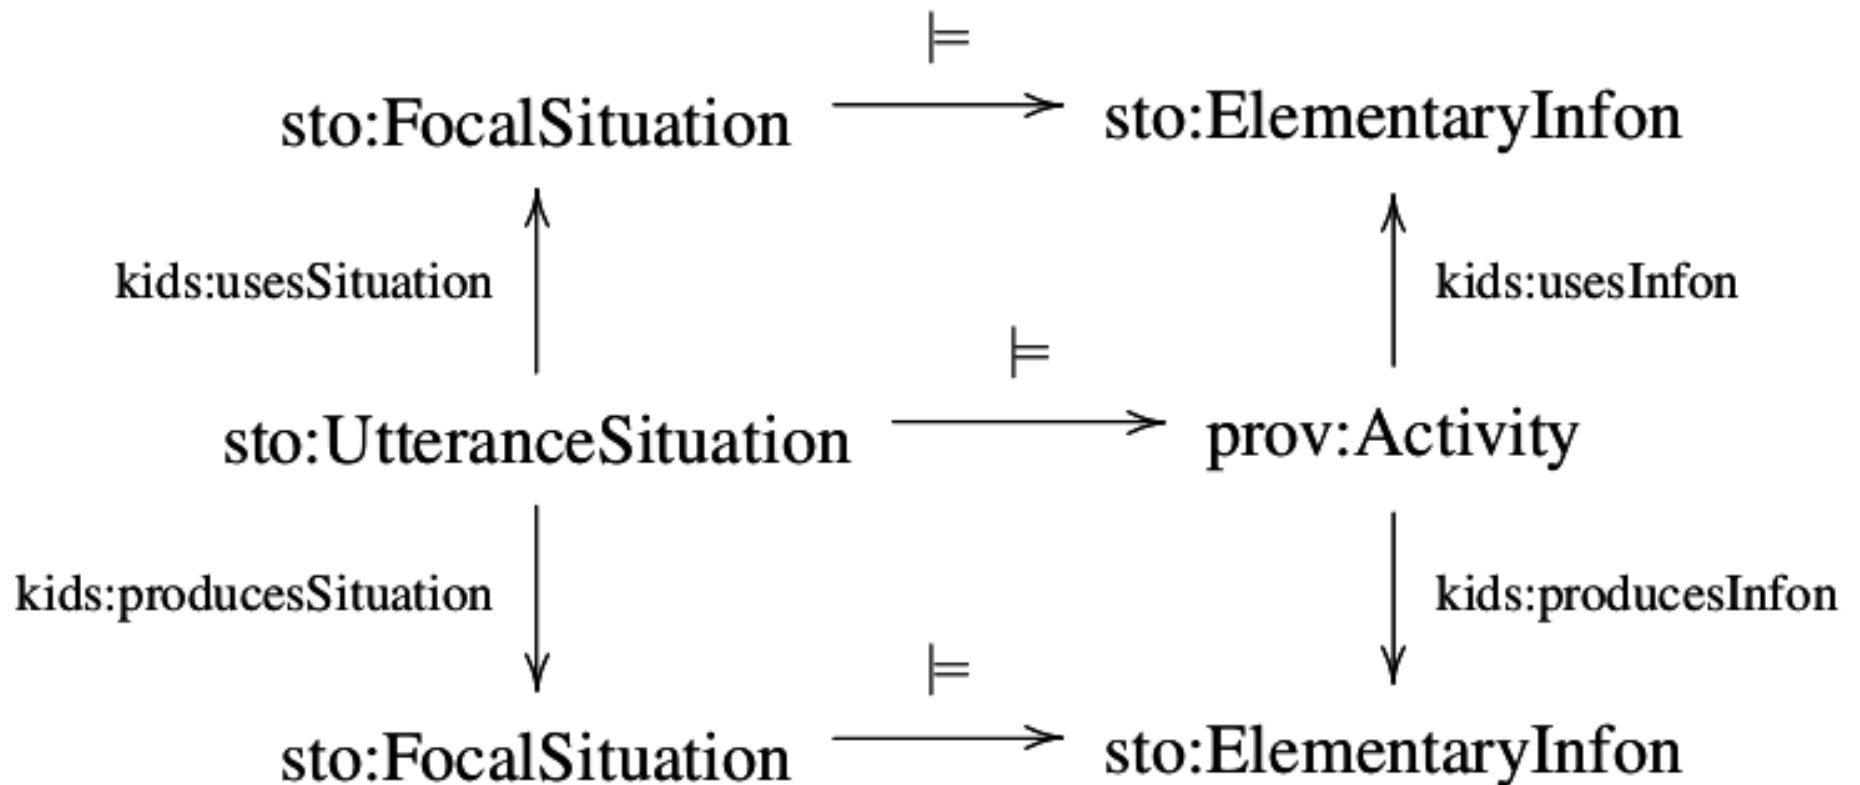 ⊨
sto:FocalSituation sto:ElementaryInfon
kids:usesSituation kids:usesInfon
⊨
sto:UtteranceSituation prov:Activity
kids:producesSituation kids:producesInfon
⊨
sto:FocalSituation sto:ElementaryInfon